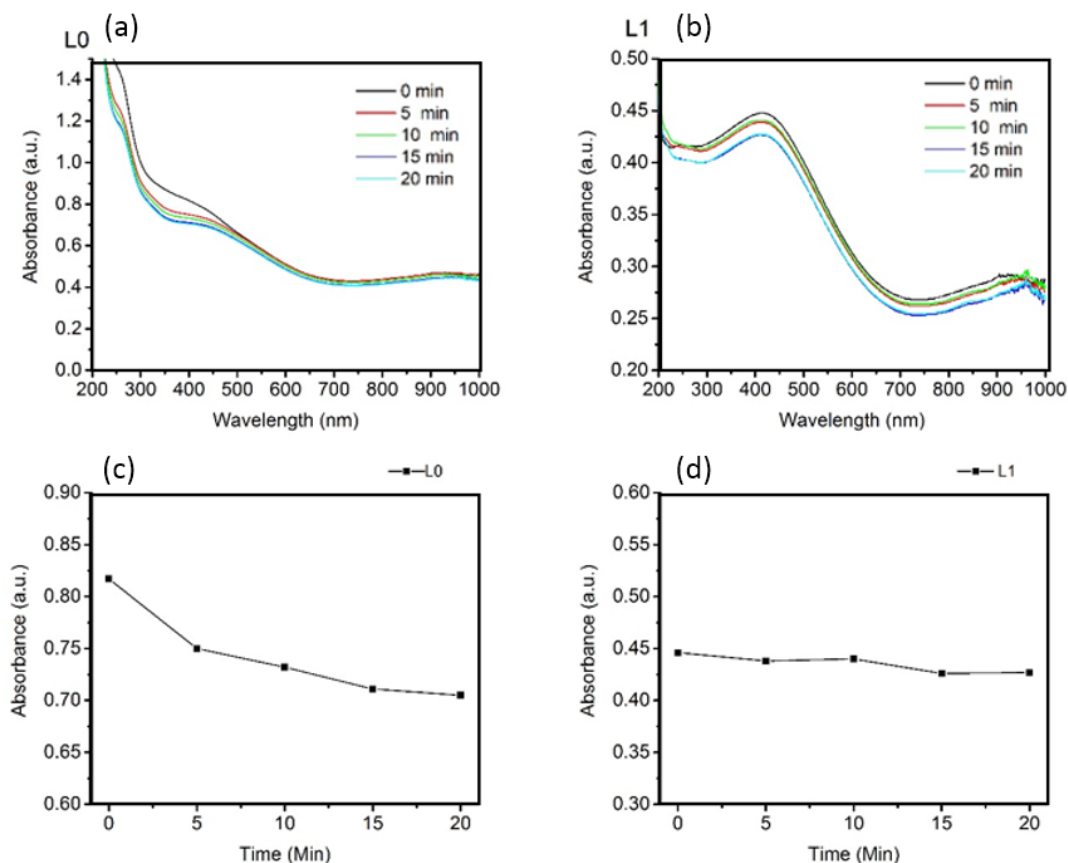 (a)
L0
0 min
5 min
10 min
15 min
20 min
1.4
1.2
1.0
0.8
0.6
0.4
0.2
0.0
Absorbance (a.u.)
200 300 400 500 600 700 800 900 1000
Wavelength (nm)
(b)
L1
0 min
5 min
10 min
15 min
20 min
0.50
0.45
0.40
0.35
0.30
0.25
0.20
Absorbance (a.u.)
200 300 400 500 600 700 800 900 1000
Wavelength (nm)
(c)
L0
0.90
0.85
0.80
0.75
0.70
0.65
0.60
Absorbance (a.u.)
0 5 10 15 20
Time (Min)
(d)
L1
0.60
0.55
0.50
0.45
0.40
0.35
0.30
Absorbance (a.u.)
0 5 10 15 20
Time (Min)